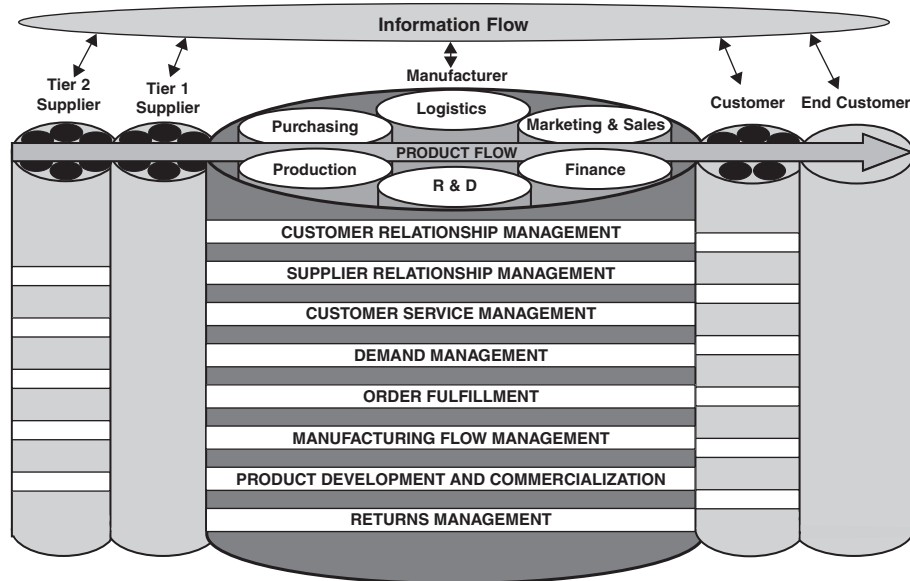 Information Flow
Tier 2
Supplier
Tier 1
Supplier
Manufacturer
Customer
End Customer
Logistics
Purchasing
Marketing & Sales
PRODUCT FLOW
Production
R & D
Finance
CUSTOMER RELATIONSHIP MANAGEMENT
SUPPLIER RELATIONSHIP MANAGEMENT
CUSTOMER SERVICE MANAGEMENT
DEMAND MANAGEMENT
ORDER FULFILLMENT
MANUFACTURING FLOW MANAGEMENT
PRODUCT DEVELOPMENT AND COMMERCIALIZATION
RETURNS MANAGEMENT